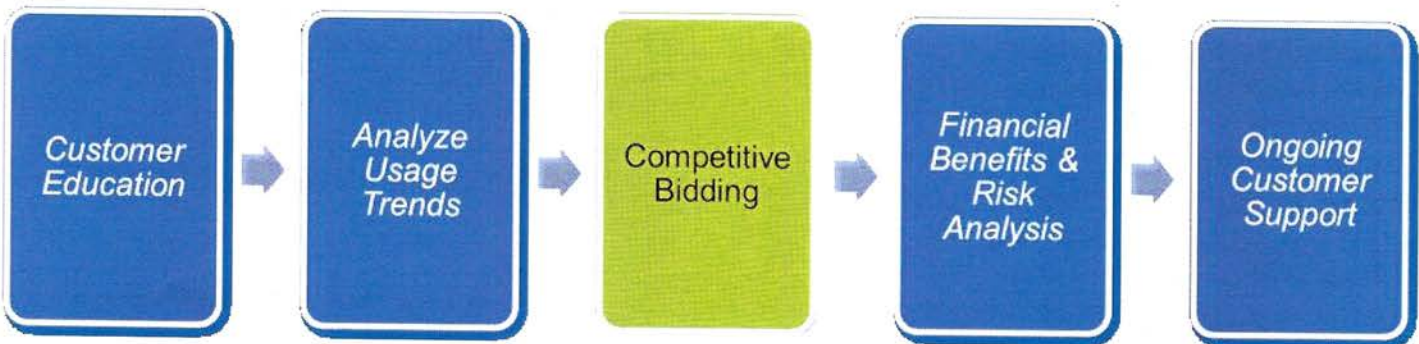 Customer
Education
Analyze
Usage
Trends
Competitive
Bidding
Financial
Benefits &
Risk
Analysis
Ongoing
Customer
Support